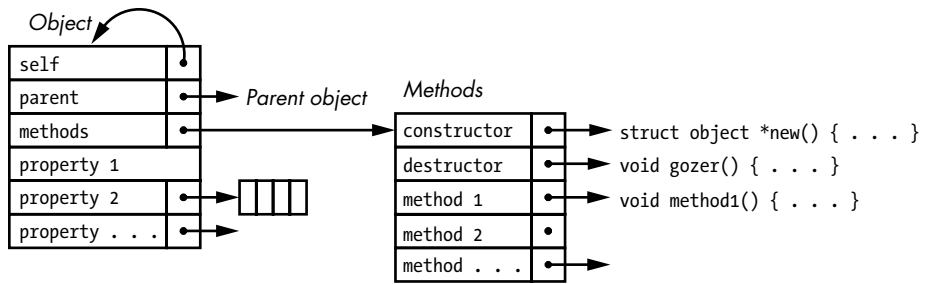 Object
self
parent
methods
property 1
property 2
property . . .
Parent object
Methods
constructor
destructor
method 1
method 2
method . . .
struct object *new() { . . . }
void gozer() { . . . }
void method1() { . . . }